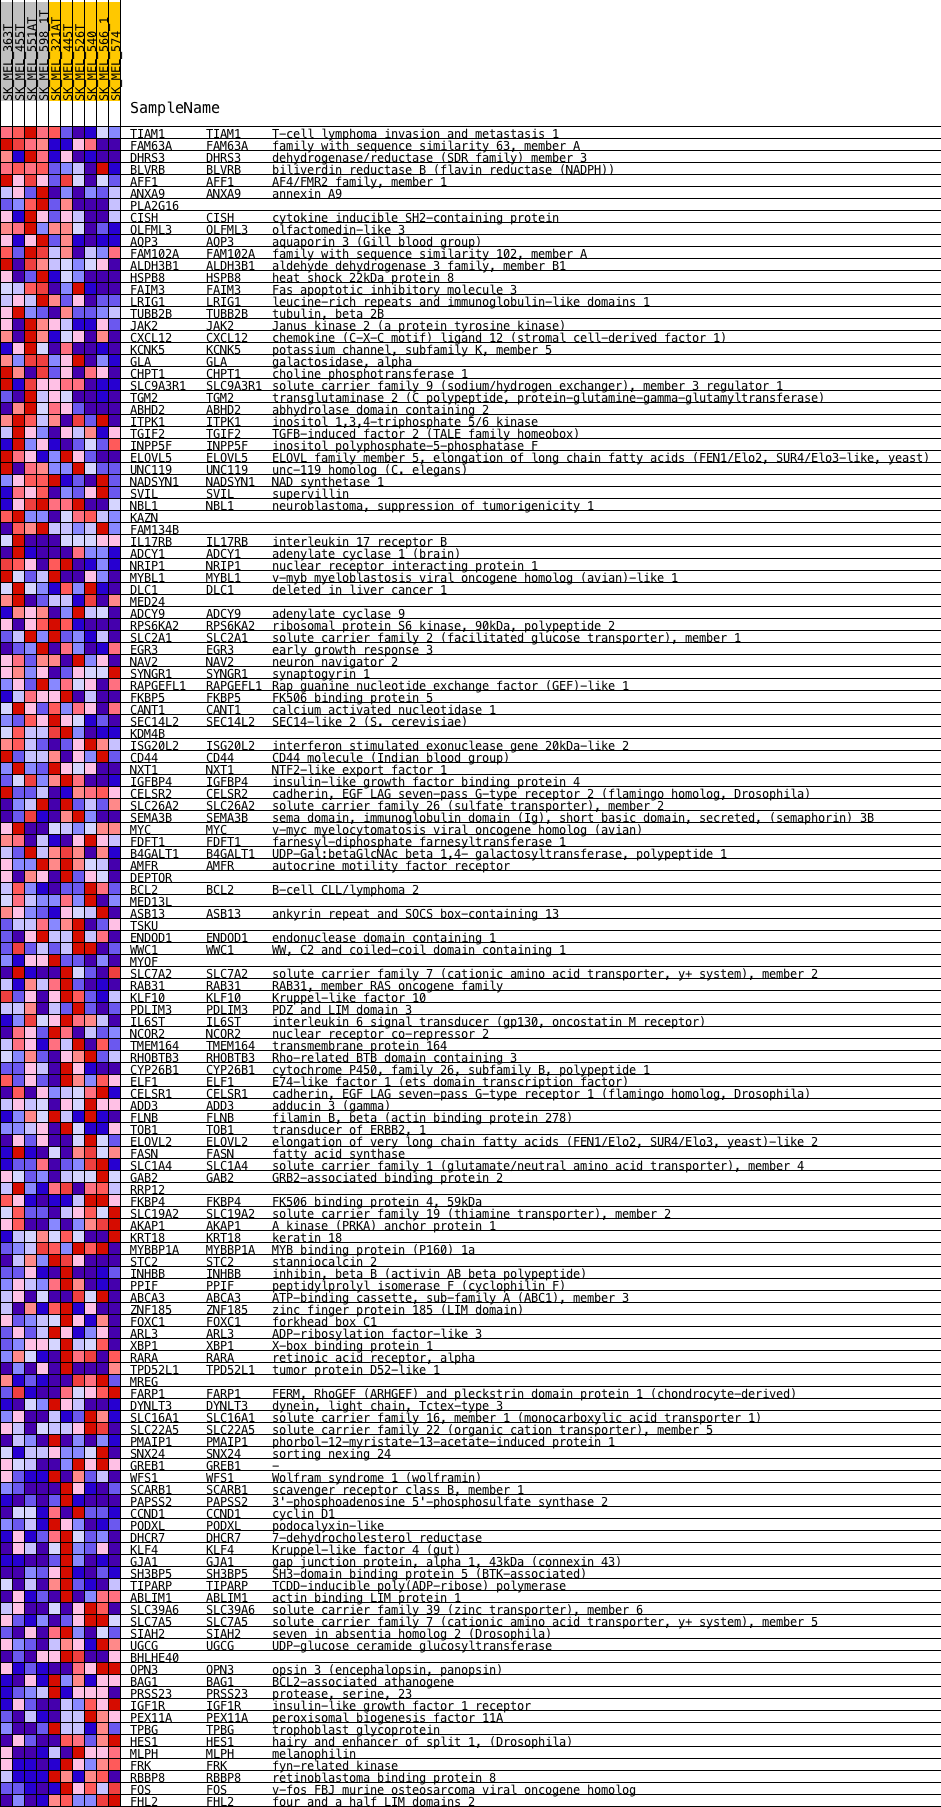 SK_MEL_363T
SK_MEL_455T
SK_MEL_551AT
SK_MEL_598_1T
SK_MEL_321AT
SK_MEL_445T
SK_MEL_526T
SK_MEL_540
SK_MEL_566_1
SK_MEL_574
SampleName
TIAM1 TIAM1 T-cell lymphoma invasion and metastasis 1
FAM63A FAM63A family with sequence similarity 63, member A
DHRS3 DHRS3 dehydrogenase/reductase (SDR family) member 3
BLVRB BLVRB biliverdin reductase B (flavin reductase (NADPH))
AFF1 AFF1 AF4/FMR2 family, member 1
ANXA9 ANXA9 annexin A9
PLA2G16
CISH CISH cytokine inducible SH2-containing protein
OLFML3 OLFML3 olfactomedin-like 3
AQP3 AQP3 aquaporin 3 (Gill blood group)
FAM102A FAM102A family with sequence similarity 102, member A
ALDH3B1 ALDH3B1 aldehyde dehydrogenase 3 family, member B1
HSPB8 HSPB8 heat shock 22kDa protein 8
FAIM3 FAIM3 Fas apoptotic inhibitory molecule 3
LRIG1 LRIG1 leucine-rich repeats and immunoglobulin-like domains 1
TUBB2B TUBB2B tubulin, beta 2B
JAK2 JAK2 Janus kinase 2 (a protein tyrosine kinase)
CXCL12 CXCL12 chemokine (C-X-C motif) ligand 12 (stromal cell-derived factor 1)
KCNK5 KCNK5 potassium channel, subfamily K, member 5
GLA GLA galactosidase, alpha
CHPT1 CHPT1 choline phosphotransferase 1
SLC9A3R1 SLC9A3R1 solute carrier family 9 (sodium/hydrogen exchanger), member 3 regulator 1
TGM2 TGM2 transglutaminase 2 (C polypeptide, protein-glutamine-gamma-glutamyltransferase)
ABHD2 ABHD2 abhydrolase domain containing 2
ITPK1 ITPK1 inositol 1,3,4-triphosphate 5/6 kinase
TGIF2 TGIF2 TGFB-induced factor 2 (TALE family homeobox)
INPP5F INPP5F inositol polyphosphate-5-phosphatase F
ELOVL5 ELOVL5 ELOVL family member 5, elongation of long chain fatty acids (FEN1/Elo2, SUR4/Elo3-like, yeast)
UNC119 UNC119 unc-119 homolog (C. elegans)
NADSYN1 NADSYN1 NAD synthetase 1
SVIL SVIL supervillin
NBL1 NBL1 neuroblastoma, suppression of tumorigenicity 1
KAZN
FAM134B
IL17RB IL17RB interleukin 17 receptor B
ADCY1 ADCY1 adenylate cyclase 1 (brain)
NRIP1 NRIP1 nuclear receptor interacting protein 1
MYBL1 MYBL1 v-myb myeloblastosis viral oncogene homolog (avian)-like 1
DLC1 DLC1 deleted in liver cancer 1
MED24
ADCY9 ADCY9 adenylate cyclase 9
RPS6KA2 RPS6KA2 ribosomal protein S6 kinase, 90kDa, polypeptide 2
SLC2A1 SLC2A1 solute carrier family 2 (facilitated glucose transporter), member 1
EGR3 EGR3 early growth response 3
NAV2 NAV2 neuron navigator 2
SYNGR1 SYNGR1 synaptogyrin 1
RAPGEFL1 RAPGEFL1 Rap guanine nucleotide exchange factor (GEF)-like 1
FKBP5 FKBP5 FK506 binding protein 5
CANT1 CANT1 calcium activated nucleotidase 1
SEC14L2 SEC14L2 SEC14-like 2 (S. cerevisiae)
KDM4B
ISG20L2 ISG20L2 interferon stimulated exonuclease gene 20kDa-like 2
CD44 CD44 CD44 molecule (Indian blood group)
NXT1 NXT1 NTF2-like export factor 1
IGFBP4 IGFBP4 insulin-like growth factor binding protein 4
CELSR2 CELSR2 cadherin, EGF LAG seven-pass G-type receptor 2 (flamingo homolog, Drosophila)
SLC26A2 SLC26A2 solute carrier family 26 (sulfate transporter), member 2
SEMA3B SEMA3B sema domain, immunoglobulin domain (Ig), short basic domain, secreted, (semaphorin) 3B
MYC MYC v-myc myelocytomatosis viral oncogene homolog (avian)
FDFT1 FDFT1 farnesyl-diphosphate farnesyltransferase 1
B4GALT1 B4GALT1 UDP-Gal:betaGlcNAc beta 1,4- galactosyltransferase, polypeptide 1
AMFR AMFR autocrine motility factor receptor
DEPTOR
BCL2 BCL2 B-cell CLL/lymphoma 2
MED13L
ASB13 ASB13 ankyrin repeat and SOCS box-containing 13
TSKU
ENDOD1 ENDOD1 endonuclease domain containing 1
WWC1 WWC1 WW, C2 and coiled-coil domain containing 1
MYOF
SLC7A2 SLC7A2 solute carrier family 7 (cationic amino acid transporter, y+ system), member 2
RAB31 RAB31 RAB31, member RAS oncogene family
KLF10 KLF10 Kruppel-like factor 10
PDLIM3 PDLIM3 PDZ and LIM domain 3
IL6ST IL6ST interleukin 6 signal transducer (gp130, oncostatin M receptor)
NCOR2 NCOR2 nuclear receptor co-repressor 2
TMEM164 TMEM164 transmembrane protein 164
RHOBTB3 RHOBTB3 Rho-related BTB domain containing 3
CYP26B1 CYP26B1 cytochrome P450, family 26, subfamily B, polypeptide 1
ELF1 ELF1 E74-like factor 1 (ets domain transcription factor)
CELSR1 CELSR1 cadherin, EGF LAG seven-pass G-type receptor 1 (flamingo homolog, Drosophila)
ADD3 ADD3 adducin 3 (gamma)
FLNB FLNB filamin B, beta (actin binding protein 278)
TOB1 TOB1 transducer of ERBB2, 1
ELOVL2 ELOVL2 elongation of very long chain fatty acids (FEN1/Elo2, SUR4/Elo3, yeast)-like 2
FASN FASN fatty acid synthase
SLC1A4 SLC1A4 solute carrier family 1 (glutamate/neutral amino acid transporter), member 4
GAB2 GAB2 GRB2-associated binding protein 2
RRP12
FKBP4 FKBP4 FK506 binding protein 4, 59kDa
SLC19A2 SLC19A2 solute carrier family 19 (thiamine transporter), member 2
AKAP1 AKAP1 A kinase (PRKA) anchor protein 1
KRT18 KRT18 keratin 18
MYBBP1A MYBBP1A MYB binding protein (P160) 1a
STC2 STC2 stanniocalcin 2
INHBB INHBB inhibin, beta B (activin AB beta polypeptide)
PPIF PPIF peptidylprolyl isomerase F (cyclophilin F)
ABCA3 ABCA3 ATP-binding cassette, sub-family A (ABC1), member 3
ZNF185 ZNF185 zinc finger protein 185 (LIM domain)
FOXC1 FOXC1 forkhead box C1
ARL3 ARL3 ADP-ribosylation factor-like 3
XBP1 XBP1 X-box binding protein 1
RARA RARA retinoic acid receptor, alpha
TPD52L1 TPD52L1 tumor protein D52-like 1
MREG
FARP1 FARP1 FERM, RhoGEF (ARHGEF) and pleckstrin domain protein 1 (chondrocyte-derived)
DYNLT3 DYNLT3 dynein, light chain, Tctex-type 3
SLC16A1 SLC16A1 solute carrier family 16, member 1 (monocarboxylic acid transporter 1)
SLC22A5 SLC22A5 solute carrier family 22 (organic cation transporter), member 5
PMAIP1 PMAIP1 phorbol-12-myristate-13-acetate-induced protein 1
SNX24 SNX24 sorting nexing 24
GREB1 GREB1 –
WFS1 WFS1 Wolfram syndrome 1 (wolframin)
SCARB1 SCARB1 scavenger receptor class B, member 1
PAPSS2 PAPSS2 3'-phosphoadenosine 5'-phosphosulfate synthase 2
CCND1 CCND1 cyclin D1
PODXL PODXL podocalyxin-like
DHCR7 DHCR7 7-dehydrocholesterol reductase
KLF4 KLF4 Kruppel-like factor 4 (gut)
GJA1 GJA1 gap junction protein, alpha 1, 43kDa (connexin 43)
SH3BP5 SH3BP5 SH3-domain binding protein 5 (BTK-associated)
TIPARP TIPARP TCDD-inducible poly(ADP-ribose) polymerase
ABLIM1 ABLIM1 actin binding LIM protein 1
SLC39A6 SLC39A6 solute carrier family 39 (zinc transporter), member 6
SLC7A5 SLC7A5 solute carrier family 7 (cationic amino acid transporter, y+ system), member 5
SIAH2 SIAH2 seven in absentia homolog 2 (Drosophila)
UGCG UGCG UDP-glucose ceramide glucosyltransferase
BHLHE40
OPN3 OPN3 opsin 3 (encephalopsin, panopsin)
BAG1 BAG1 BCL2-associated athanogene
PRSS23 PRSS23 protease, serine, 23
IGF1R IGF1R insulin-like growth factor 1 receptor
PEX11A PEX11A peroxisomal biogenesis factor 11A
TPBG TPBG trophoblast glycoprotein
HES1 HES1 hairy and enhancer of split 1, (Drosophila)
MLPH MLPH melanophilin
FRK FRK fyn-related kinase
RBBP8 RBBP8 retinoblastoma binding protein 8
FOS FOS v-fos FBJ murine osteosarcoma viral oncogene homolog
FHL2 FHL2 four and a half LIM domains 2